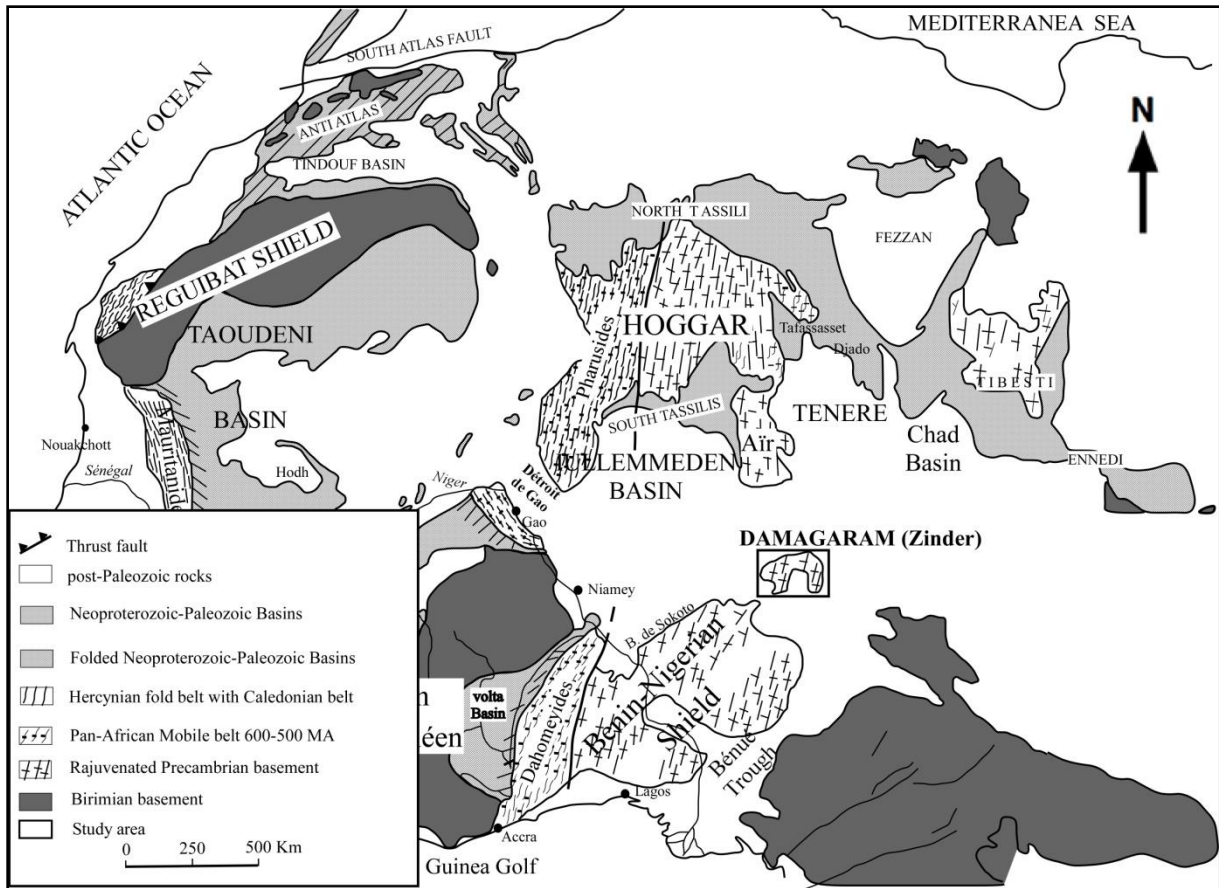 MEDITERRANEA SEA
SOUTH ATLAS FAULT
ATLANTIC OCEAN
ANTI ATLAS
TINDOUF BASIN
N
NORTH TASSILI
FEZZAN
REGUIBAT SHIELD
TAOUDENI
HOGGAR
Tafassasset
Djado
Pharusides
TIBESTI
BASIN
SOUTH TASSILIS
TENERE
Nouakchott
Mauritanide
Aïr
Chad
Basin
Sénégal
Hodh
ULLEMMEDEN
BASIN
ENNEDI
Niger
Détroit
de Gao
Gao
DAMAGARAM (Zinder)
Niamey
B. de Sokoto
Benin-Nigerian
Shield
volta
Basin
n
éen
Dahomeyides
Bénué
Trough
Lagos
Accra
Guinea Golf
Thrust fault
post-Paleozoic rocks
Neoproterozoic-Paleozoic Basins
Folded Neoproterozoic-Paleozoic Basins
Hercynian fold belt with Caledonian belt
Pan-African Mobile belt 600-500 MA
Rajuvenated Precambrian basement
Birimian basement
Study area
0 250 500 Km